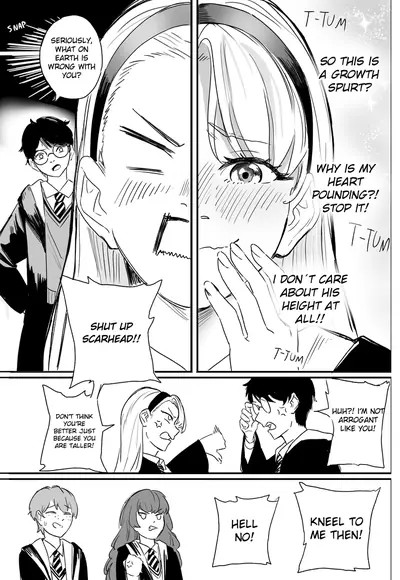 SNAP
SERIOUSLY,
WHAT ON
EARTH IS
WRONG WITH
YOU?
T-TUM
SO THIS IS
A GROWTH
SPURT?
WHY IS MY
HEART
POUNDING?!
STOP IT!
T-TUM
T-TUM
I DON´T CARE
ABOUT HIS
HEIGHT AT
ALL!!
T-TUM
SHUT UP
SCARHEAD!!
DON'T THINK
YOU'RE
BETTER JUST
BECAUSE YOU
ARE TALLER!
HUH?! I'M NOT
ARROGANT
LIKE YOU!
HELL
NO!
KNEEL TO
ME THEN!